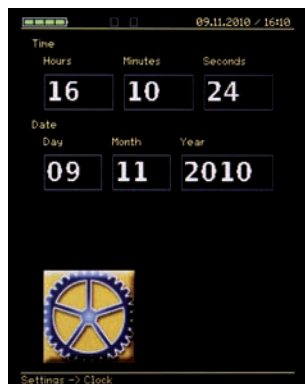 09.11.2010 / 16:10
Time
Hours Minutes Seconds
16 10 24
Date
Day Month Year
09 11 2010
Settings -> Clock